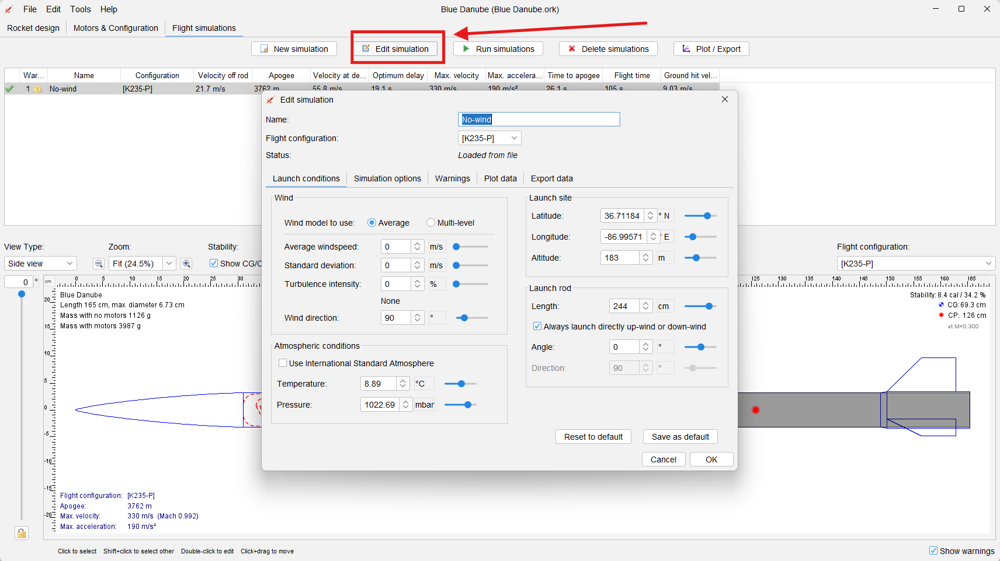 File Edit Tools Help
Blue Danube (Blue Danube.ork)
Rocket design Motors & Configuration Flight simulations
New simulation Edit simulation Run simulations Delete simulations Plot / Export
War... Name Configuration Velocity off rod Apogee Velocity at de... Optimum delay Max. velocity Max. accelera... Time to apogee Flight time Ground hit vel...
1 No-wind [K235-P] 21.7 m/s 3762 m 55.8 m/s 19.1 s 330 m/s 190 m/s² 26.1 s 105 s 9.03 m/s
Edit simulation
Name: No-wind
Flight configuration: [K235-P]
Status: Loaded from file
Launch conditions Simulation options Warnings Plot data Export data
Wind
Wind model to use: Average Multi-level
Average windspeed: 0 m/s
Standard deviation: 0 m/s
Turbulence intensity: 0 %
None
Wind direction: 90 °
Atmospheric conditions
Use International Standard Atmosphere
Temperature: 8.89 °C
Pressure: 1022.69 mbar
Launch site
Latitude: 36.71184 ° N
Longitude: -86.99571 ° E
Altitude: 183 m
Launch rod
Length: 244 cm
Always launch directly up-wind or down-wind
Angle: 0 °
Direction: 90 °
Reset to default Save as default
Cancel OK
View Type: Zoom: Stability:
Side view Fit (24.5%) Show CG/C
Flight configuration:
[K235-P]
0 °
cm 0 5 10 15 20 25 30 125 130 135 140 145 150 155 160 165
20
15
10
5
0
-5
-10
-15
-20
Blue Danube
Length 165 cm, max. diameter 6.73 cm
Mass with no motors 1126 g
Mass with motors 3987 g
Stability: 8.4 cal / 34.2 %
CG: 69.3 cm
CP: 126 cm
at M=0.300
Flight configuration: [K235-P]
Apogee: 3762 m
Max. velocity: 330 m/s (Mach 0.992)
Max. acceleration: 190 m/s²
Click to select Shift+click to select other Double-click to edit Click+drag to move
Show warnings